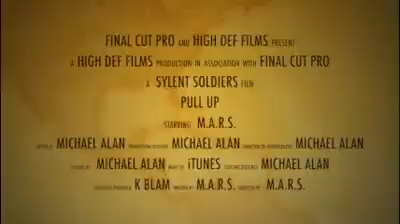 FINAL CUT PRO AND HIGH DEF FILMS PRESENT
A HIGH DEF FILMS PRODUCTION IN ASSOCIATION WITH FINAL CUT PRO
A SYLENT SOLDIERS FILM
PULL UP
STARRING M.A.R.S.
MICHAEL ALAN MICHAEL ALAN MICHAEL ALAN
MICHAEL ALAN iTUNES MICHAEL ALAN
K BLAM M.A.R.S. M.A.R.S.